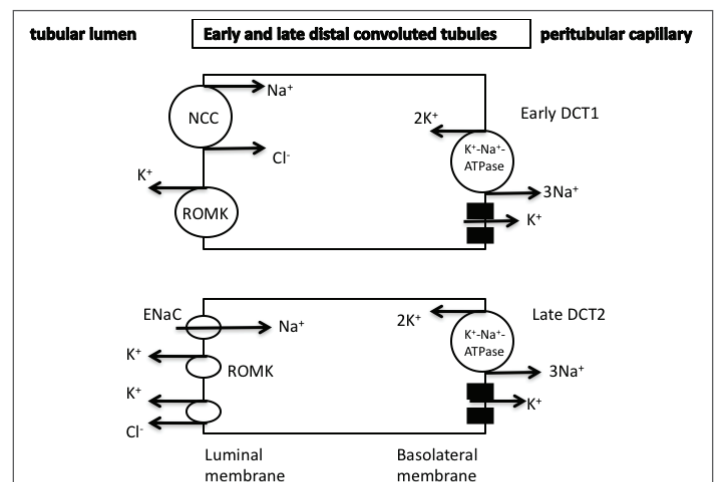 tubular lumen
Early and late distal convoluted tubules
peritubular capillary
Na⁺
NCC
Cl⁻
K⁺
ROMK
2K⁺
K⁺-Na⁺-
ATPase
3Na⁺
K⁺
Early DCT1
ENaC
Na⁺
K⁺
ROMK
K⁺
Cl⁻
2K⁺
K⁺-Na⁺-
ATPase
3Na⁺
K⁺
Late DCT2
Luminal
membrane
Basolateral
membrane